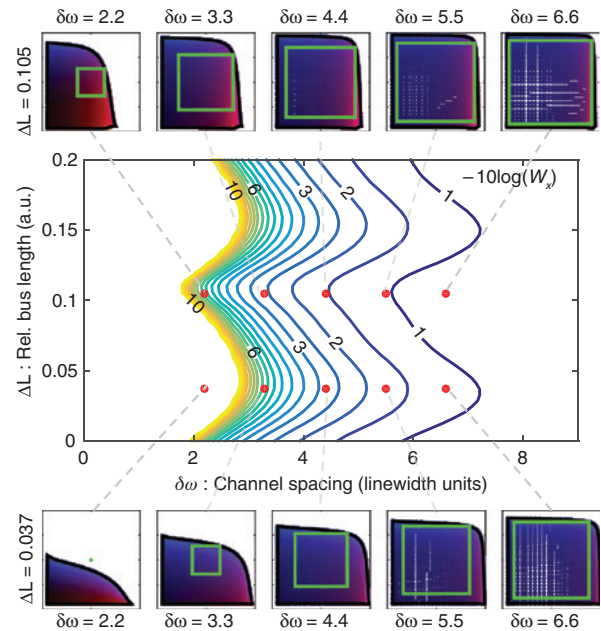 δω = 2.2 δω = 3.3 δω = 4.4 δω = 5.5 δω = 6.6
ΔL = 0.105
−10log(Wₓ)
0.2
0.15
0.1
0.05
0
ΔL : Rel. bus length (a.u.)
10 6 3 2 1
10 6 3 2 1
0 2 4 6 8
δω : Channel spacing (linewidth units)
ΔL = 0.037
δω = 2.2 δω = 3.3 δω = 4.4 δω = 5.5 δω = 6.6